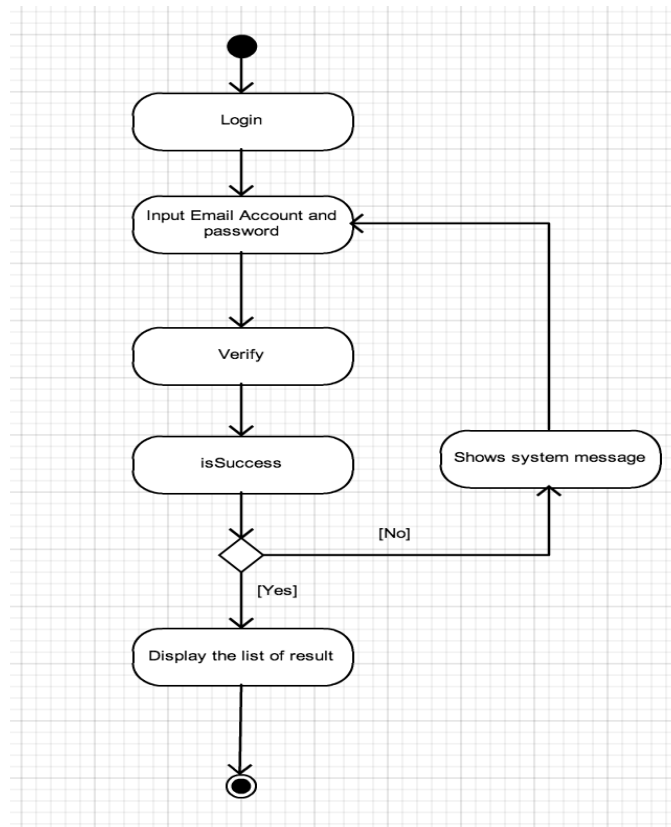 Login
Input Email Account and
password
Verify
isSuccess
Shows system message
[No]
[Yes]
Display the list of result